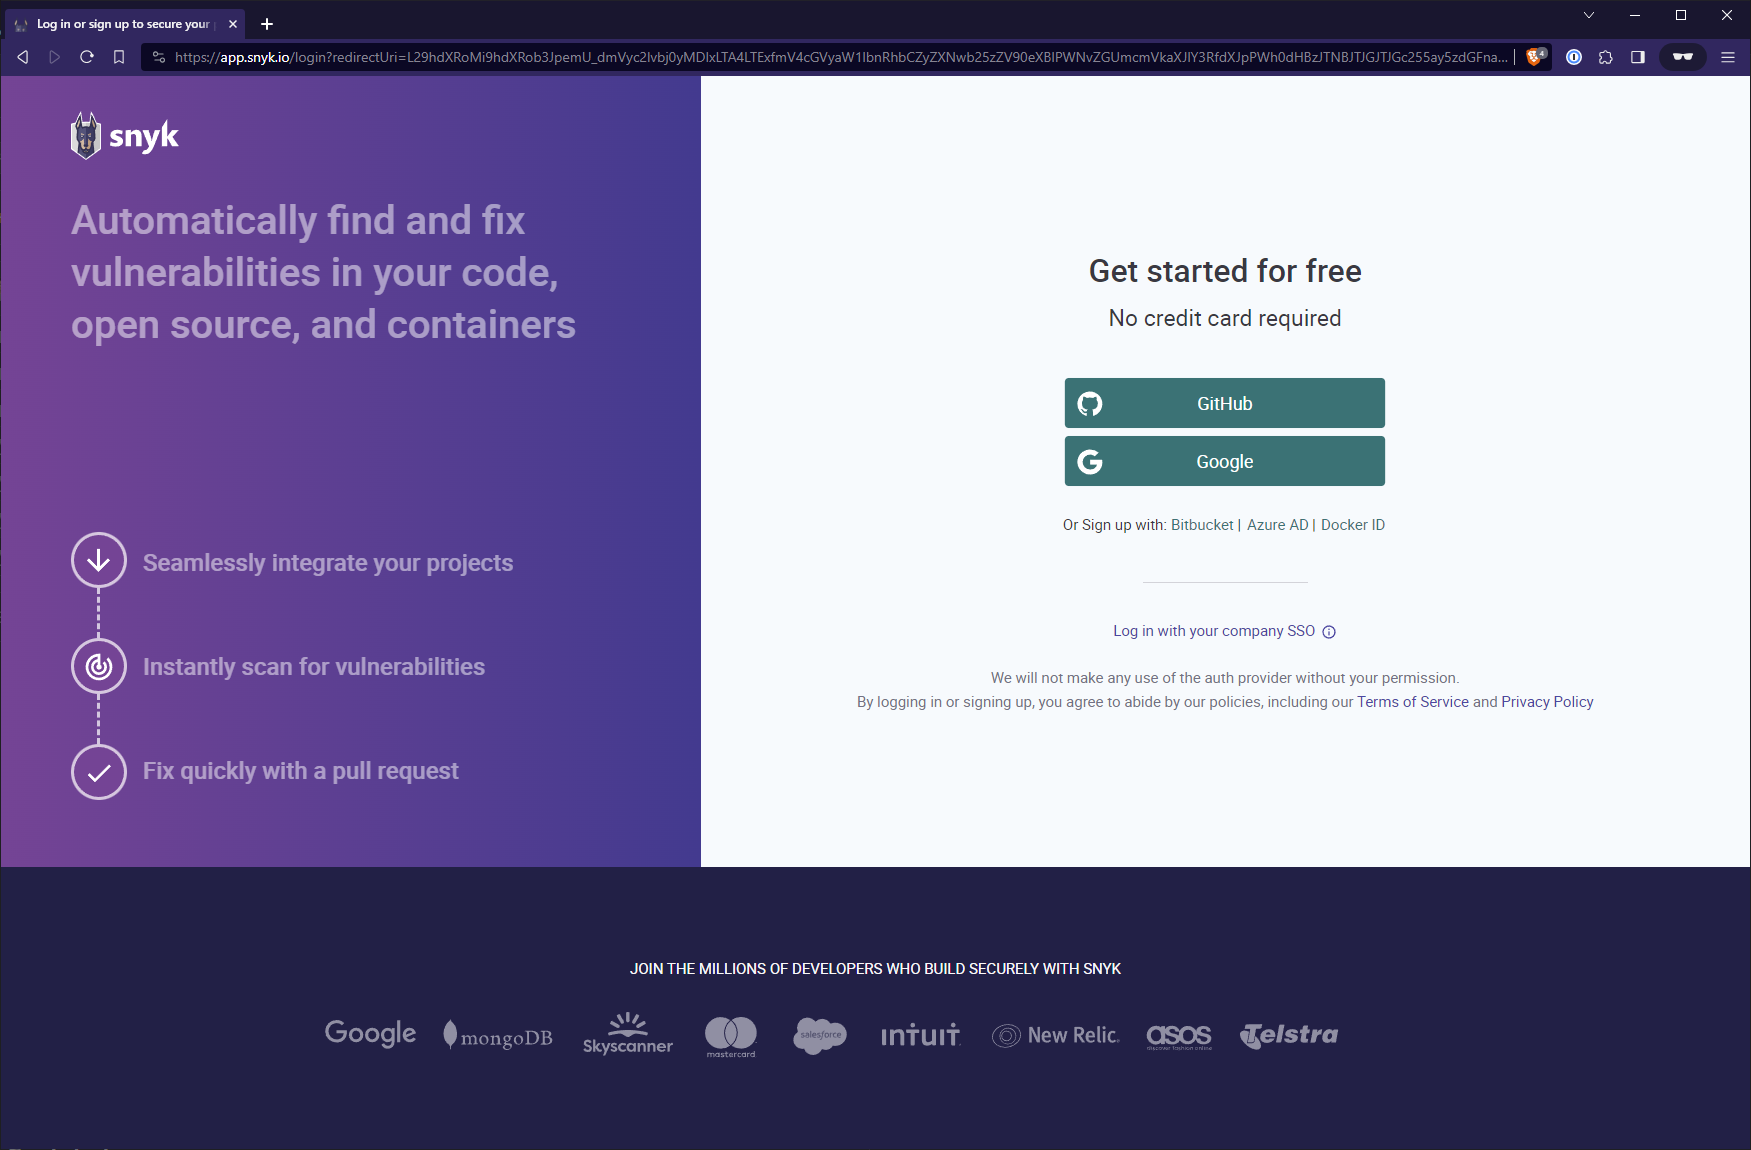 Log in or sign up to secure your
https://app.snyk.io/login?redirectUri=L29hdXRoMi9hdXRob3JpemU_dmVyc2lvbj0yMDIxLTA4LTExfmV4cGVyaW1lbnRhbCZyZXNwb25zZV90eXBlPWNvZGUmcmVkaXJlY3RfdXJpPWh0dHBzJTNBJTJGJTJGc255ay5zdGFna...
4
snyk
Automatically find and fix
vulnerabilities in your code,
open source, and containers
Seamlessly integrate your projects
Instantly scan for vulnerabilities
Fix quickly with a pull request
Get started for free
No credit card required
GitHub
Google
Or Sign up with: Bitbucket | Azure AD | Docker ID
Log in with your company SSO
We will not make any use of the auth provider without your permission.
By logging in or signing up, you agree to abide by our policies, including our Terms of Service and Privacy Policy
JOIN THE MILLIONS OF DEVELOPERS WHO BUILD SECURELY WITH SNYK
Google mongoDB Skyscanner mastercard salesforce intuit New Relic asos discover fashion online Telstra